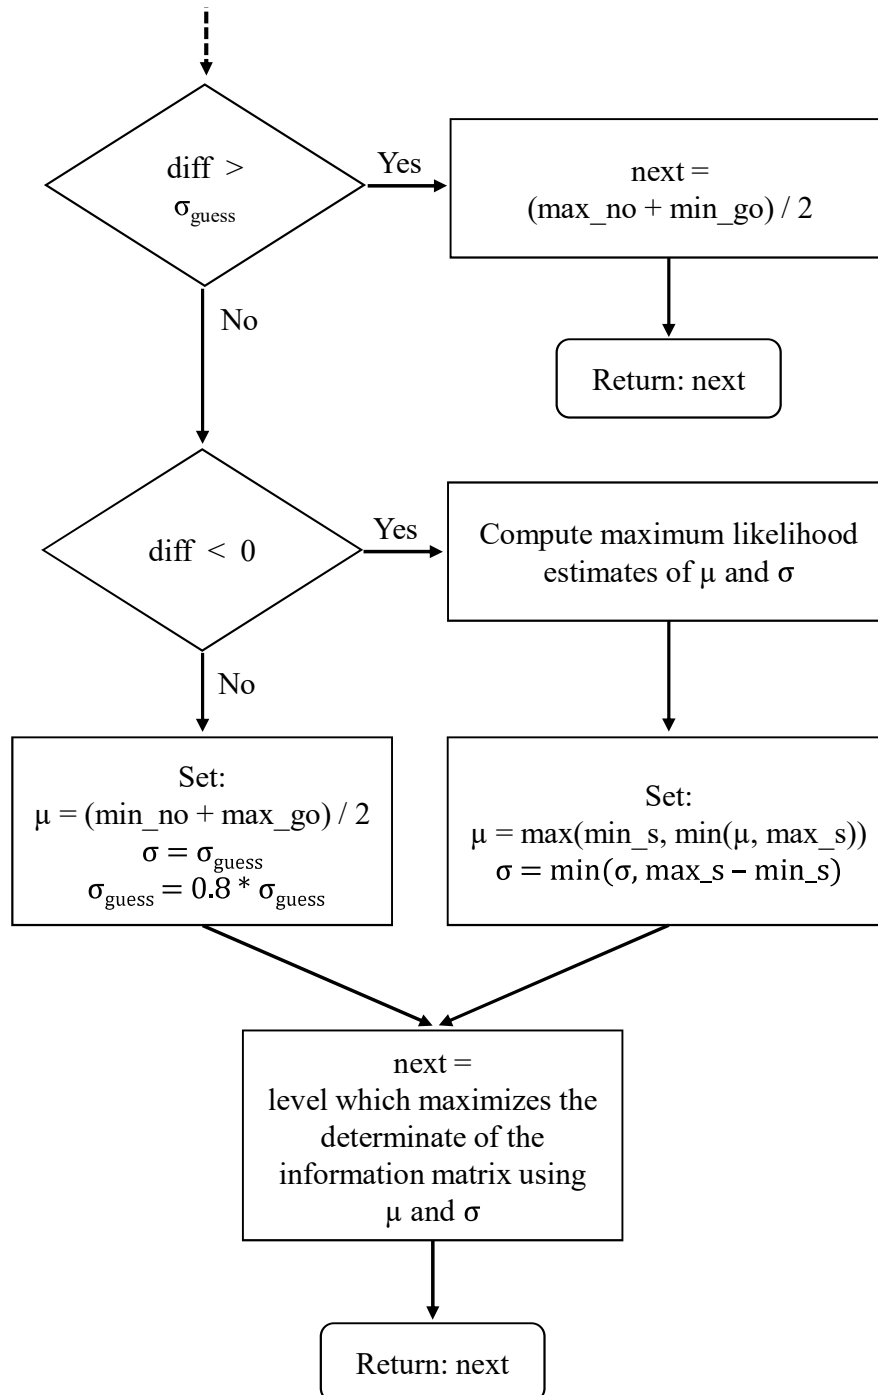 diff >
σguess
Yes
next =
(max_no + min_go) / 2
No
Return: next
diff < 0
Yes
Compute maximum likelihood
estimates of μ and σ
No
Set:
μ = (min_no + max_go) / 2
σ = σguess
σguess = 0.8 * σguess
Set:
μ = max(min_s, min(μ, max_s))
σ = min(σ, max_s – min_s)
next =
level which maximizes the
determinate of the
information matrix using
μ and σ
Return: next